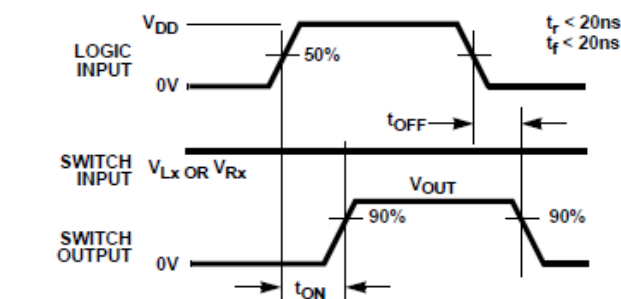 VDD
tr < 20ns
tf < 20ns
LOGIC
INPUT
50%
0V
tOFF
SWITCH
INPUT
VLx OR VRx
VOUT
90%
90%
SWITCH
OUTPUT
0V
tON